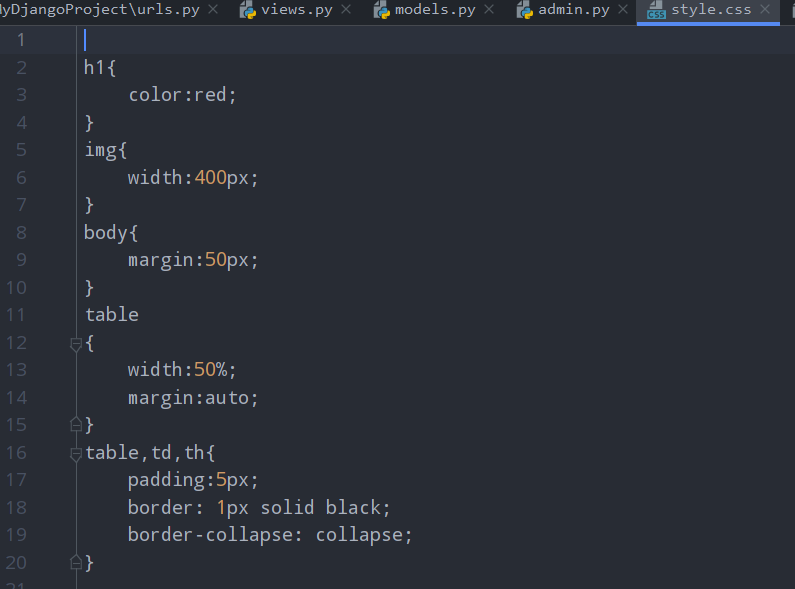 MyDjangoProject\urls.py × views.py × models.py × admin.py × CSS style.css ×
1
2 h1{
3 color:red;
4 }
5 img{
6 width:400px;
7 }
8 body{
9 margin:50px;
10 }
11 table
12 {
13 width:50%;
14 margin:auto;
15 }
16 table,td,th{
17 padding:5px;
18 border: 1px solid black;
19 border-collapse: collapse;
20 }
21